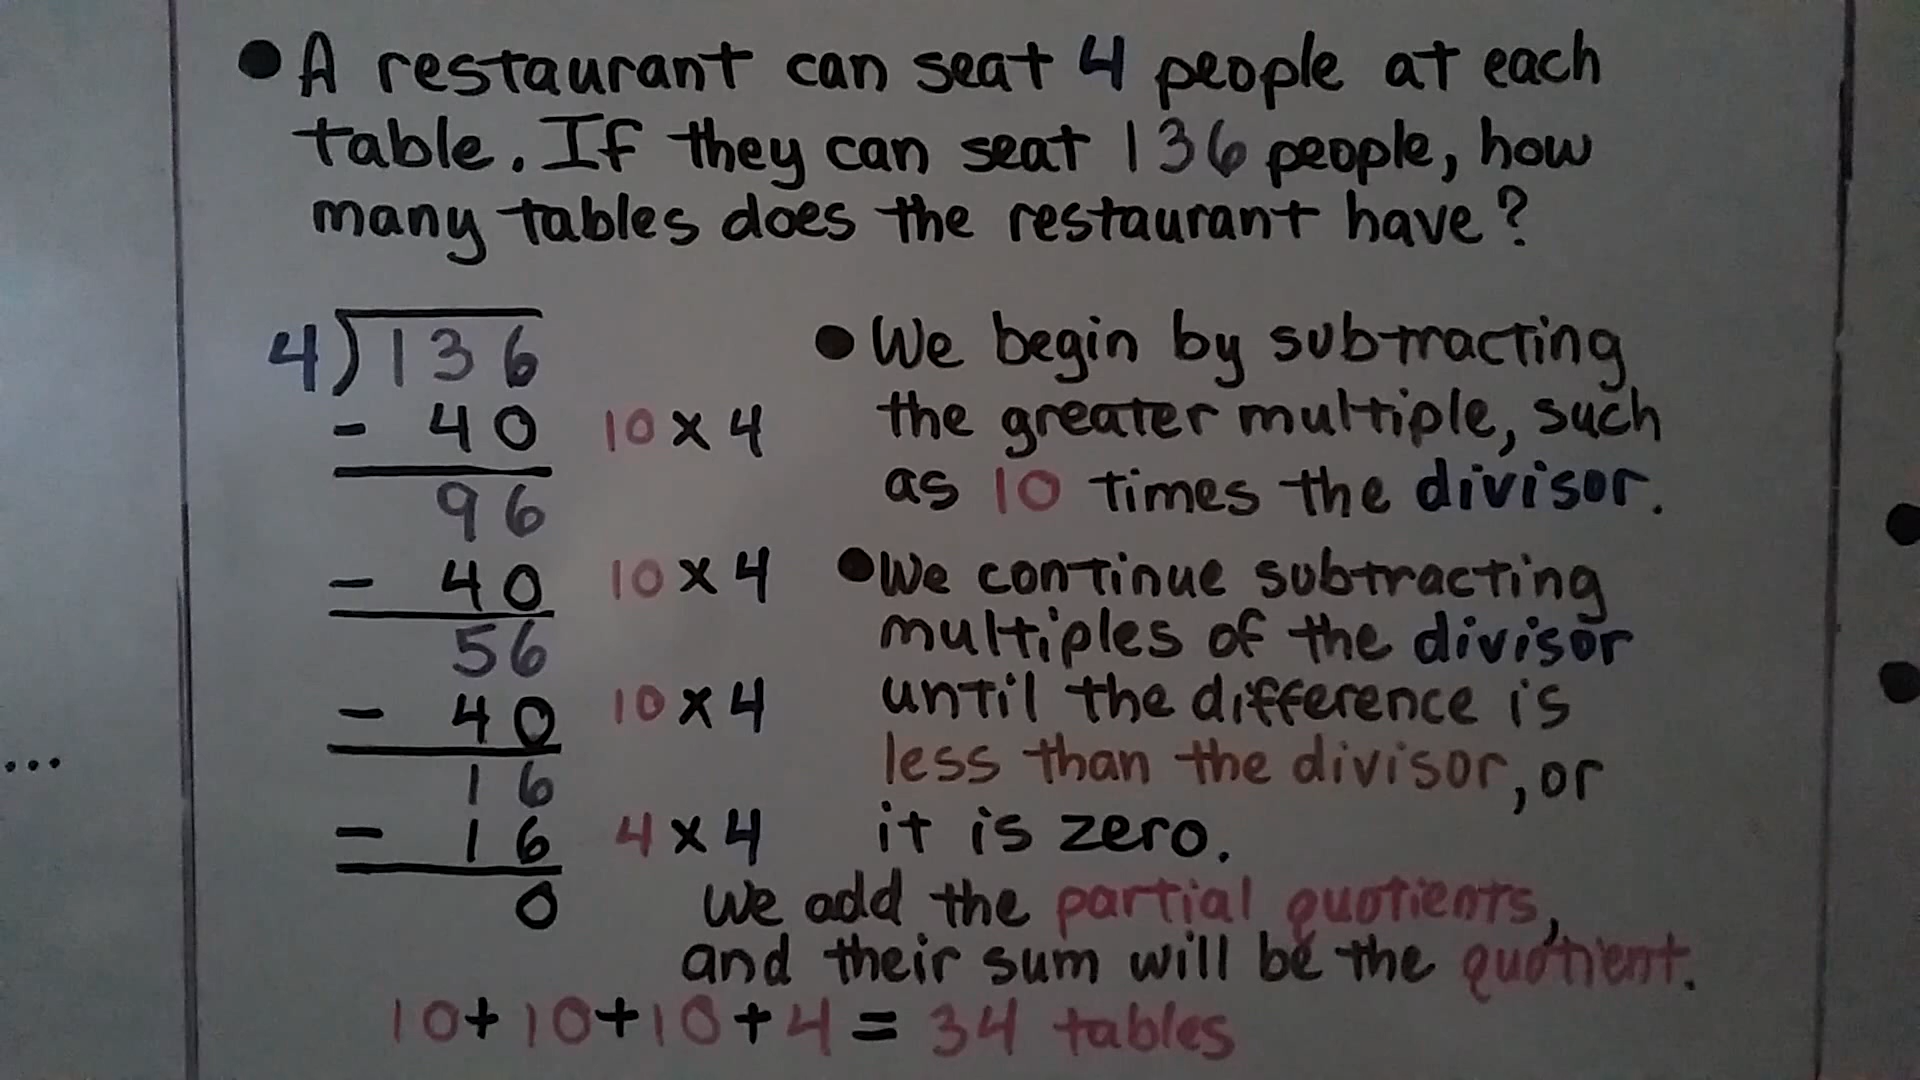 ● A restaurant can seat 4 people at each
table. If they can seat 136 people, how
many tables does the restaurant have?
4)136
- 40 10 x 4
96
- 40 10 x 4
56
- 40 10 x 4
16
- 16 4 x 4
0
● We begin by subtracting
the greater multiple, such
as 10 times the divisor.
● We continue subtracting
multiples of the divisor
until the difference is
less than the divisor, or
it is zero.
We add the partial quotients,
and their sum will be the quotient.
10+10+10+4 = 34 tables
...